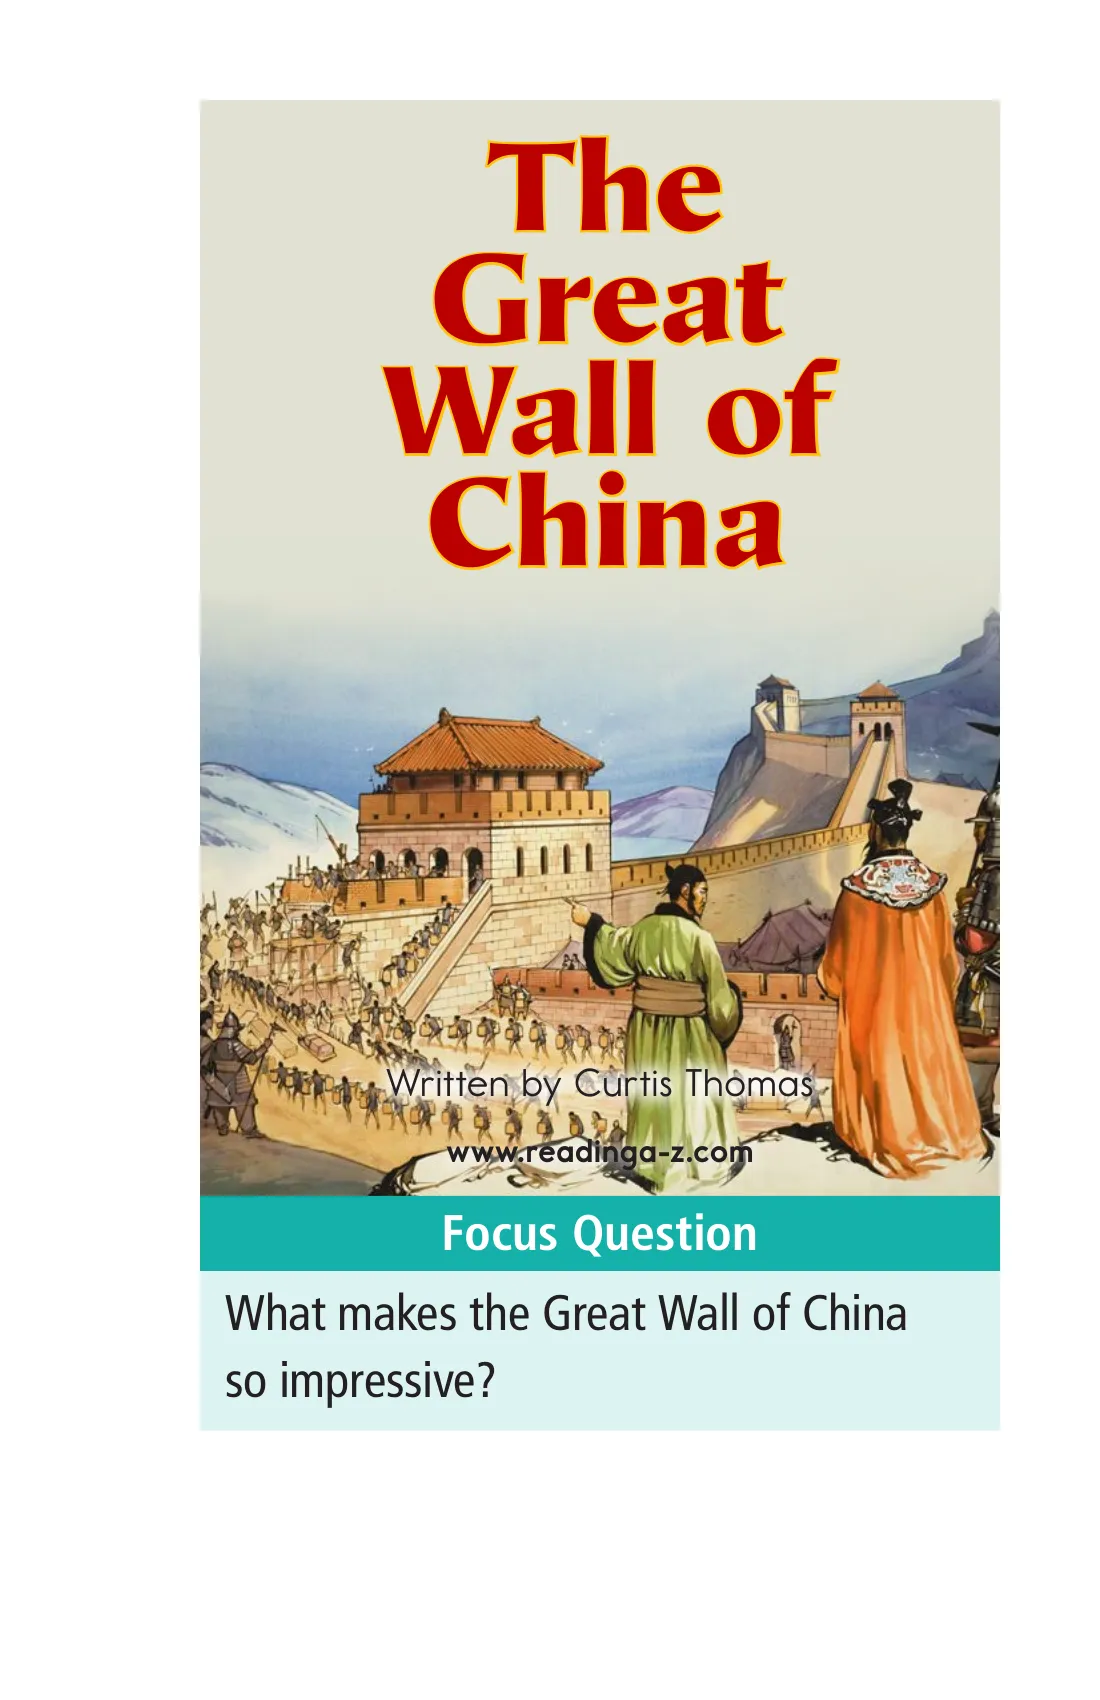 The
Great
Wall of
China
Written by Curtis Thomas
www.readinga-z.com
Focus Question
What makes the Great Wall of China
so impressive?